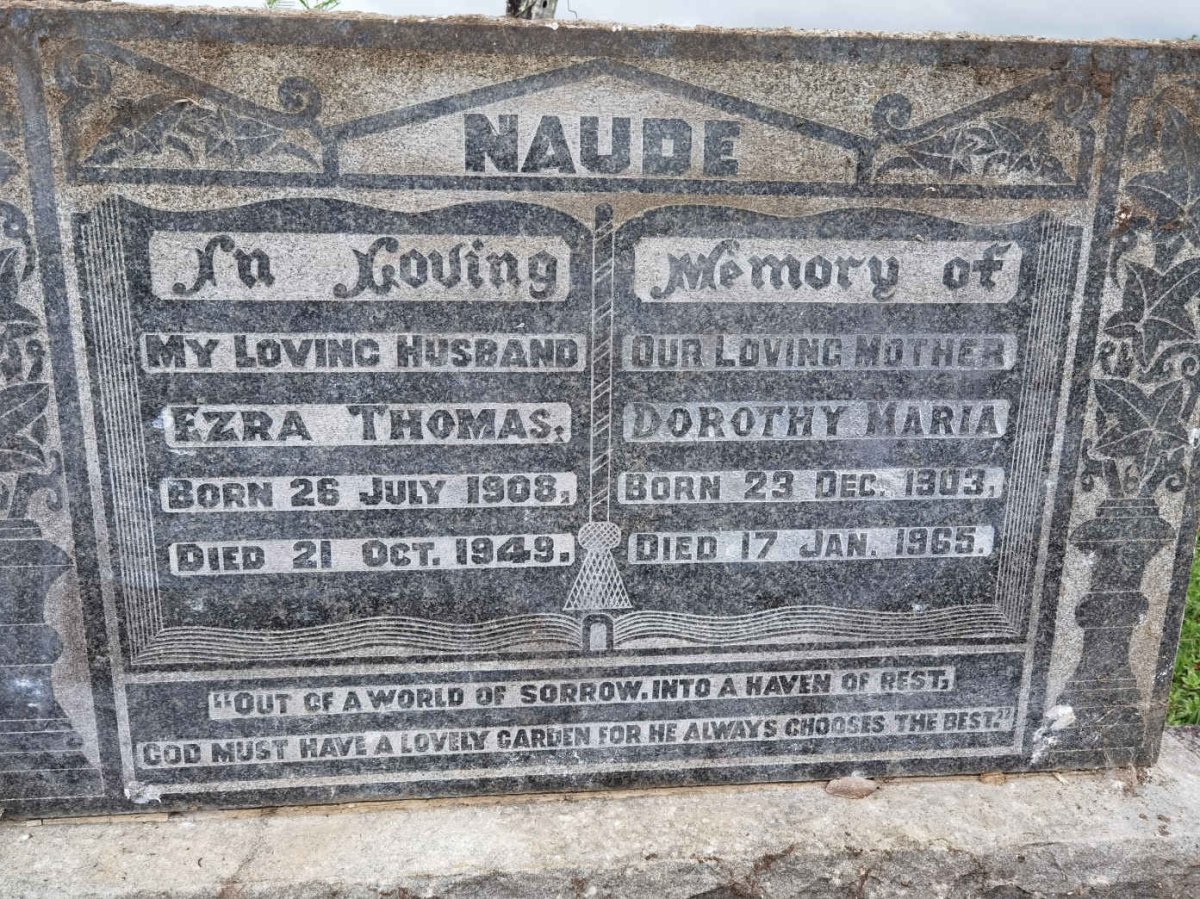 NAUDE
In Loving Memory of
MY LOVING HUSBAND
EZRA THOMAS.
BORN 26 JULY 1908,
DIED 21 OCT. 1949.
OUR LOVING MOTHER
DOROTHY MARIA
BORN 23 DEC. 1903,
DIED 17 JAN. 1965.
"OUT OF A WORLD OF SORROW, INTO A HAVEN OF REST,
GOD MUST HAVE A LOVELY GARDEN FOR HE ALWAYS CHOOSES THE BEST."